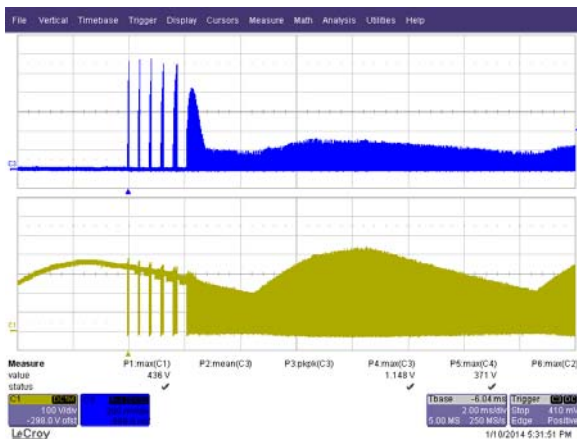 File Vertical Timebase Trigger Display Cursors Measure Math Analysis Utilities Help
C3
C1
Measure P1:max(C1) P2:mean(C3) P3:pkpk(C3) P4:max(C3) P5:max(C4) P6:max(C2)
value 436 V 1.148 V 371 V
status ✓ ✓ ✓
C1 DC1M
100 V/div
-298.0 V ofst
Tbase -6.04 ms
2.00 ms/div
5.00 MS 250 MS/s
Trigger C3 DC
Stop 410 mV
Edge Positive
LeCroy
1/10/2014 5:31:51 PM